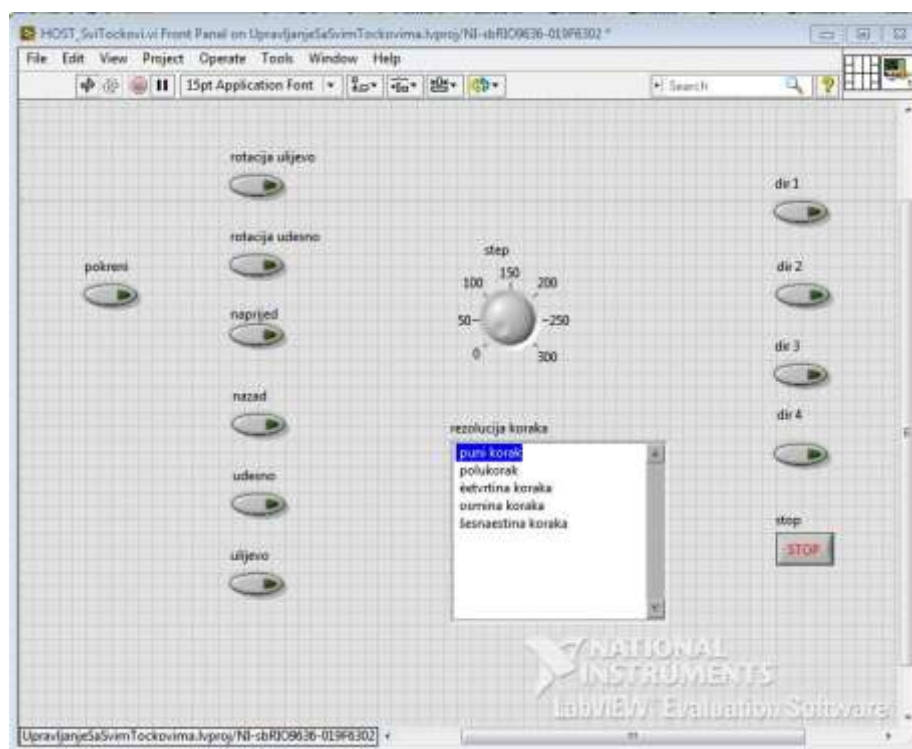 HOST_SviTockovi.vi Front Panel on UpravljanjeSaSvimTockovima.lvproj/NI-sbRIO9636-019F6302 *
File Edit View Project Operate Tools Window Help
15pt Application Font
Search
rotacija ulijevo
dir 1
rotacija udesno
step
pokreni
dir 2
0 50 100 150 200 250 300
naprijed
dir 3
nazad
dir 4
rezolucija koraka
puni korak
polukorak
èetvrtina koraka
osmina koraka
šesnaestina koraka
udesno
stop
STOP
ulijevo
NATIONAL
INSTRUMENTS
LabVIEW Evaluation Software
UpravljanjeSaSvimTockovima.lvproj/NI-sbRIO9636-019F6302